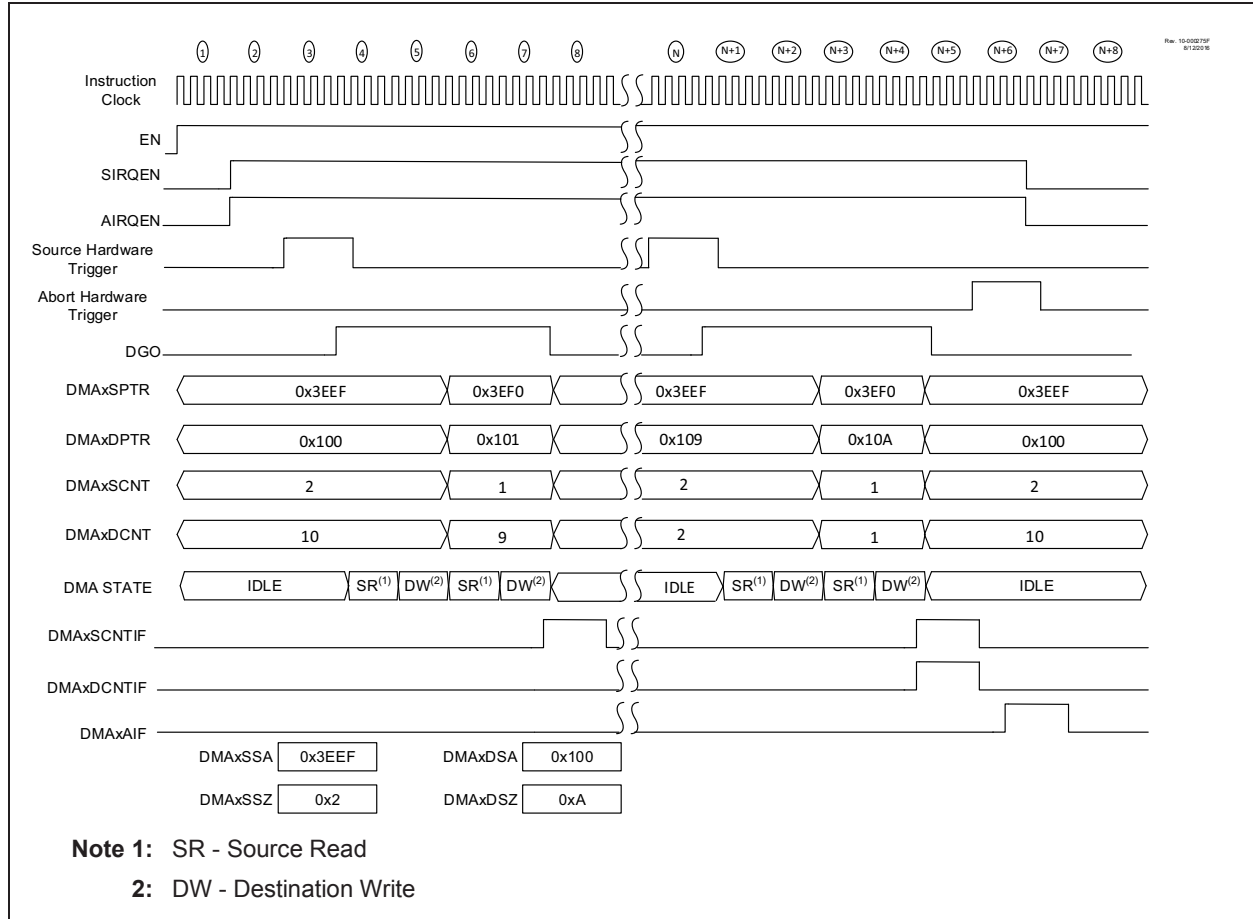 1 2 3 4 5 6 7 8 N N+1 N+2 N+3 N+4 N+5 N+6 N+7 N+8
Rev. 10-000275F
8/12/2016
Instruction
Clock
EN
SIRQEN
AIRQEN
Source Hardware
Trigger
Abort Hardware
Trigger
DGO
DMAxSPTR 0x3EEF 0x3EF0 0x3EEF 0x3EF0 0x3EEF
DMAxDPTR 0x100 0x101 0x109 0x10A 0x100
DMAxSCNT 2 1 2 1 2
DMAxDCNT 10 9 2 1 10
DMA STATE IDLE SR(1) DW(2) SR(1) DW(2) IDLE SR(1) DW(2) SR(1) DW(2) IDLE
DMAxSCNTIF
DMAxDCNTIF
DMAxAIF
DMAxSSA 0x3EEF DMAxDSA 0x100
DMAxSSZ 0x2 DMAxDSZ 0xA
Note 1: SR - Source Read
2: DW - Destination Write